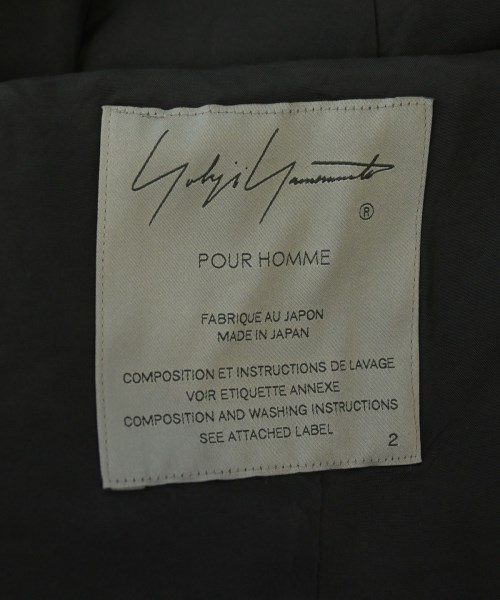 Yohji Yamamoto
®
POUR HOMME
FABRIQUE AU JAPON
MADE IN JAPAN
COMPOSITION ET INSTRUCTIONS DE LAVAGE
VOIR ETIQUETTE ANNEXE
COMPOSITION AND WASHING INSTRUCTIONS
SEE ATTACHED LABEL
2